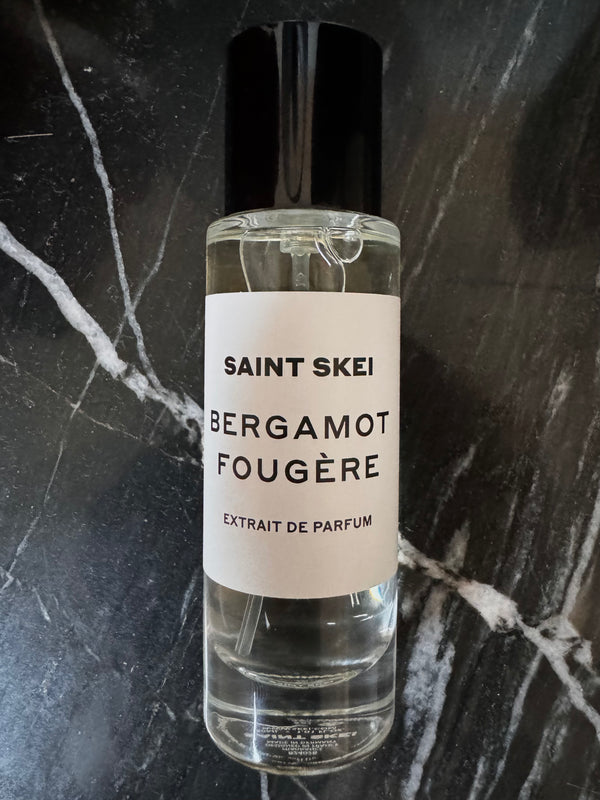 SAINT SKEI
BERGAMOT
FOUGÈRE
EXTRAIT DE PARFUM